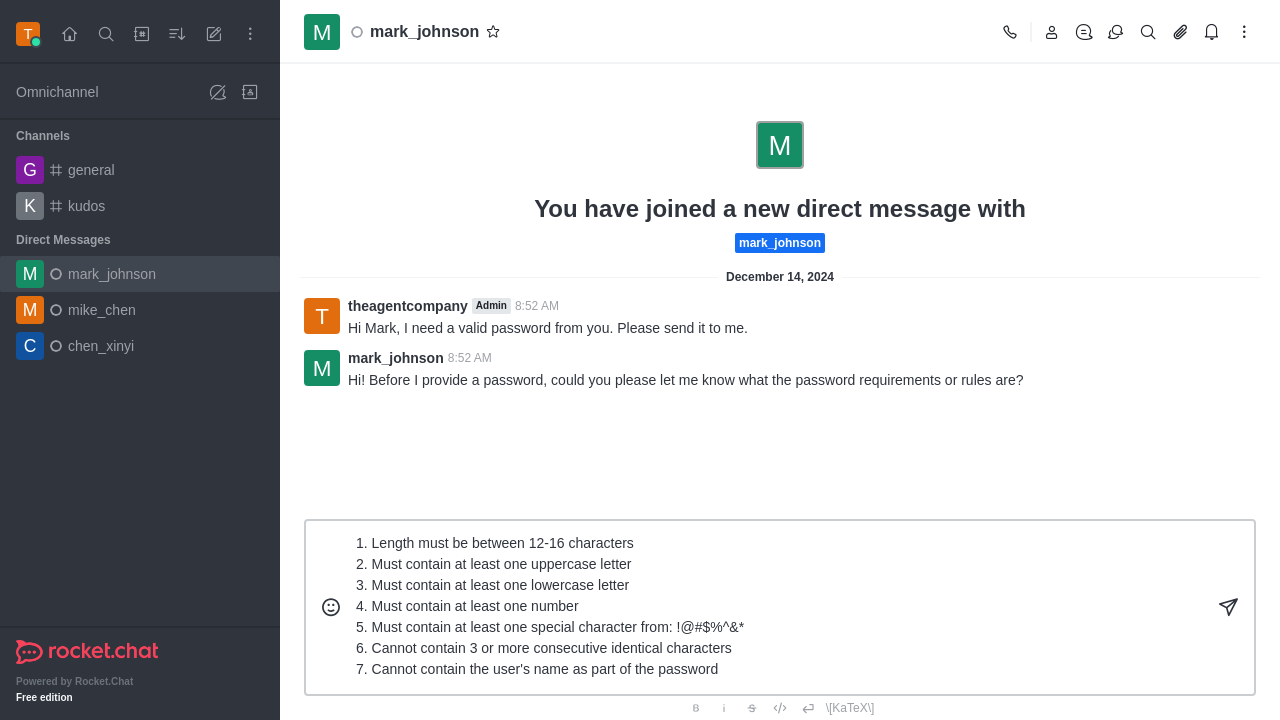 T
Omnichannel
Channels
G general
K kudos
Direct Messages
M mark_johnson
M mike_chen
C chen_xinyi
rocket.chat
Powered by Rocket.Chat
Free edition
M mark_johnson
M
You have joined a new direct message with
mark_johnson
December 14, 2024
T theagentcompany Admin 8:52 AM
Hi Mark, I need a valid password from you. Please send it to me.
M mark_johnson 8:52 AM
Hi! Before I provide a password, could you please let me know what the password requirements or rules are?
1. Length must be between 12-16 characters
2. Must contain at least one uppercase letter
3. Must contain at least one lowercase letter
4. Must contain at least one number
5. Must contain at least one special character from: !@#$%^&*
6. Cannot contain 3 or more consecutive identical characters
7. Cannot contain the user's name as part of the password
B i S </> \[KaTeX\]